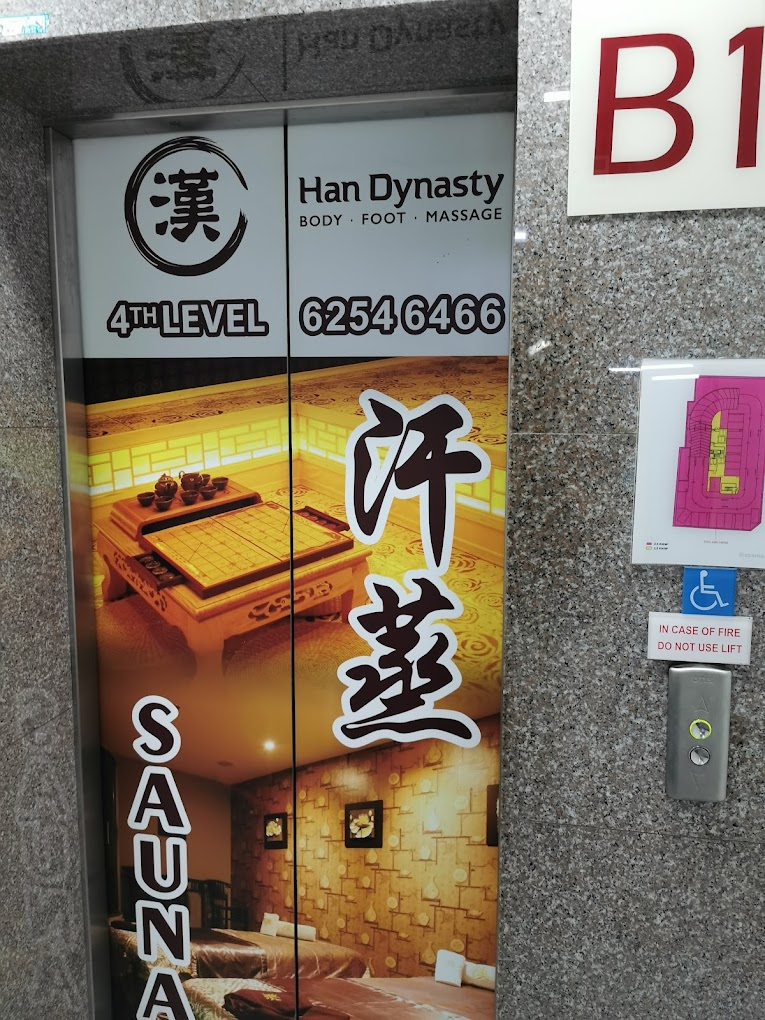 漢
Han Dynasty
BODY · FOOT · MASSAGE
4TH LEVEL
6254 6466
汗蒸
SAUNA
B1
IN CASE OF FIRE
DO NOT USE LIFT